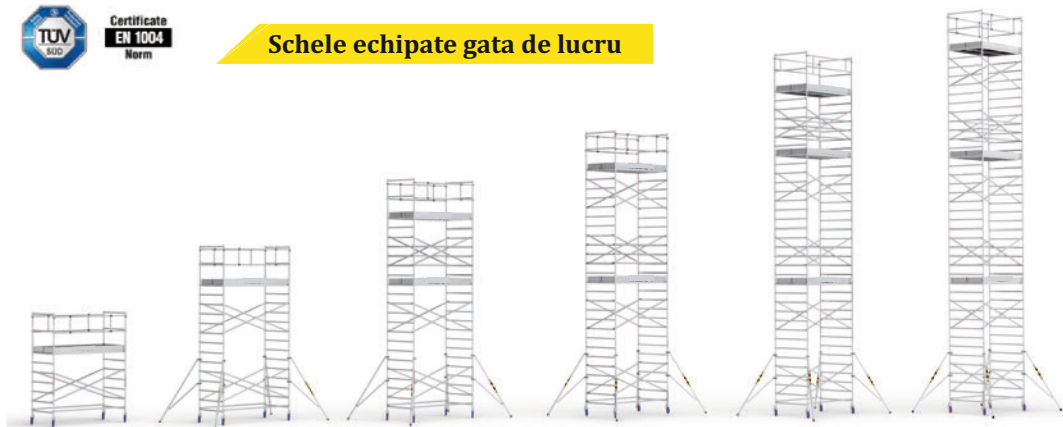 TÜV
SÜD
Certificate
EN 1004
Norm
Schele echipate gata de lucru